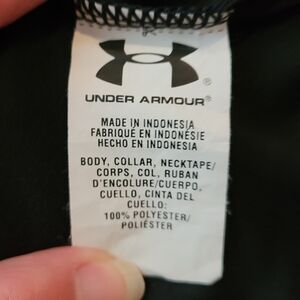 UNDER ARMOUR®
MADE IN INDONESIA
FABRIQUÉ EN INDONÉSIE
HECHO EN INDONESIA
BODY, COLLAR, NECKTAPE/
CORPS, COL, RUBAN
D'ENCOLURE/CUERPO,
CUELLO, CINTA DEL
CUELLO:
100% POLYESTER/
POLIÉSTER